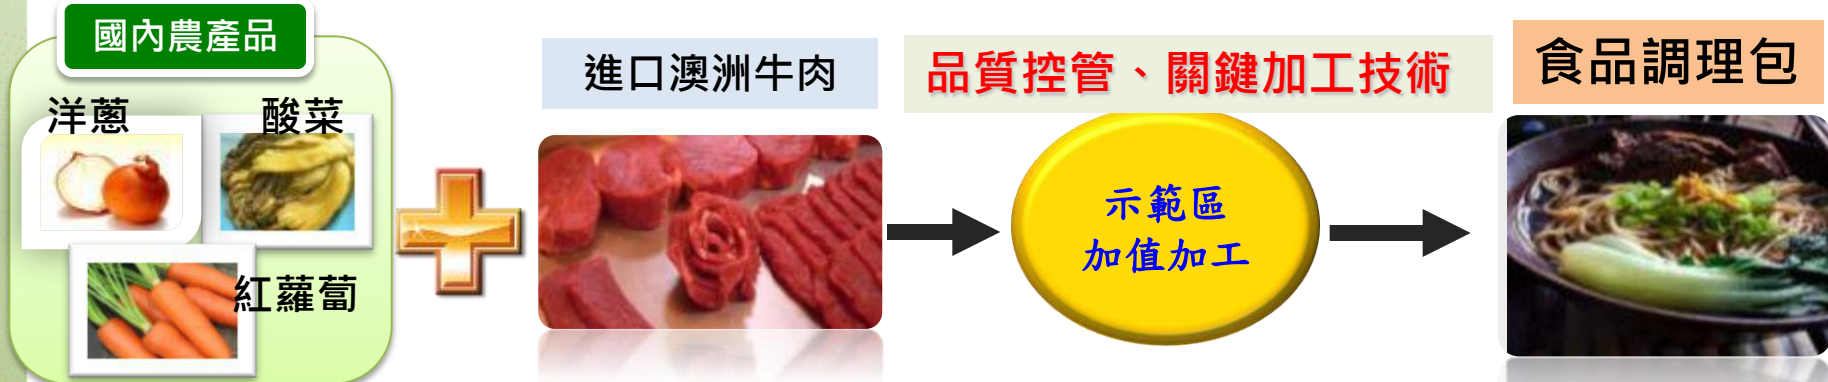 國內農產品
洋蔥
酸菜
紅蘿蔔
進口澳洲牛肉
品質控管、關鍵加工技術
示範區
加值加工
食品調理包